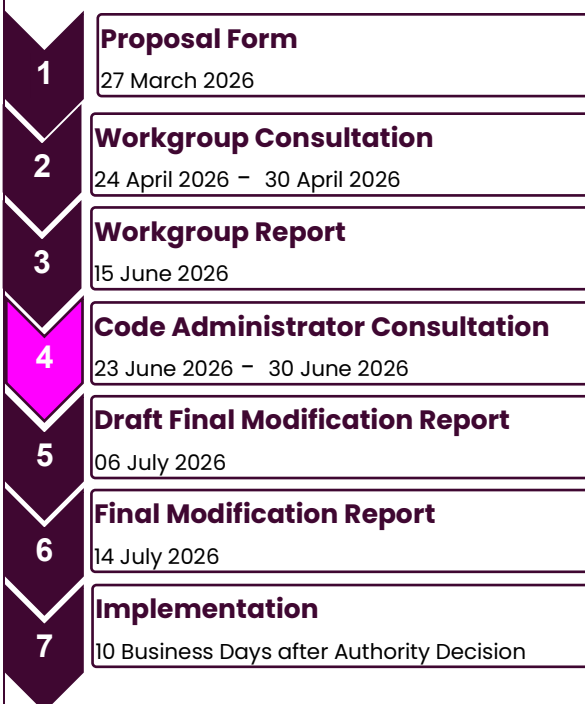 1
Proposal Form
27 March 2026
2
Workgroup Consultation
24 April 2026 – 30 April 2026
3
Workgroup Report
15 June 2026
4
Code Administrator Consultation
23 June 2026 – 30 June 2026
5
Draft Final Modification Report
06 July 2026
6
Final Modification Report
14 July 2026
7
Implementation
10 Business Days after Authority Decision